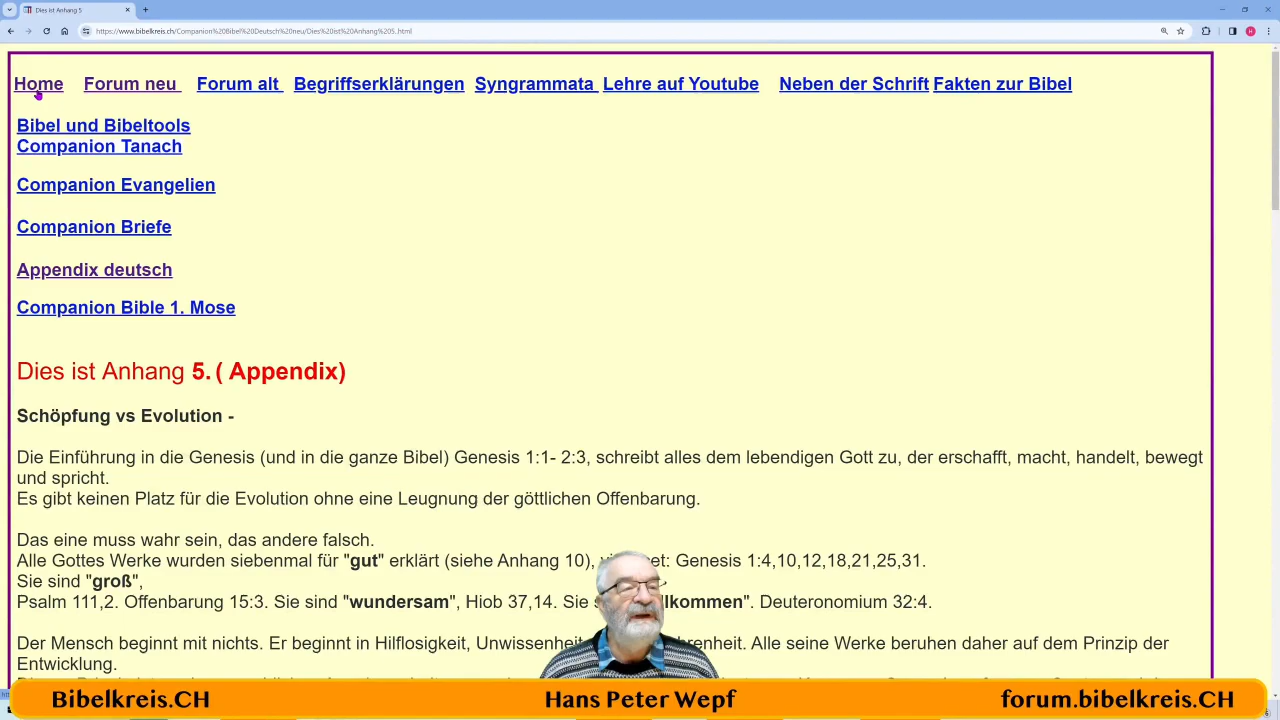 Dies ist Anhang 5
https://www.bibelkreis.ch/Companion%20Bibel%20Deutsch%20neu/Dies%20ist%20Anhang%205..html
Home Forum neu Forum alt Begriffserklärungen Syngrammata Lehre auf Youtube Neben der Schrift Fakten zur Bibel
Bibel und Bibeltools
Companion Tanach
Companion Evangelien
Companion Briefe
Appendix deutsch
Companion Bible 1. Mose
Dies ist Anhang 5. ( Appendix)
Schöpfung vs Evolution -
Die Einführung in die Genesis (und in die ganze Bibel) Genesis 1:1- 2:3, schreibt alles dem lebendigen Gott zu, der erschafft, macht, handelt, bewegt
und spricht.
Es gibt keinen Platz für die Evolution ohne eine Leugnung der göttlichen Offenbarung.
Das eine muss wahr sein, das andere falsch.
Alle Gottes Werke wurden siebenmal für "gut" erklärt (siehe Anhang 10), et: Genesis 1:4,10,12,18,21,25,31.
Sie sind "groß",
Psalm 111,2. Offenbarung 15:3. Sie sind "wundersam", Hiob 37,14. Sie lkommen". Deuteronomium 32:4.
Der Mensch beginnt mit nichts. Er beginnt in Hilflosigkeit, Unwissenheit hrenheit. Alle seine Werke beruhen daher auf dem Prinzip der
Entwicklung.
Bibelkreis.CH Hans Peter Wepf forum.bibelkreis.CH